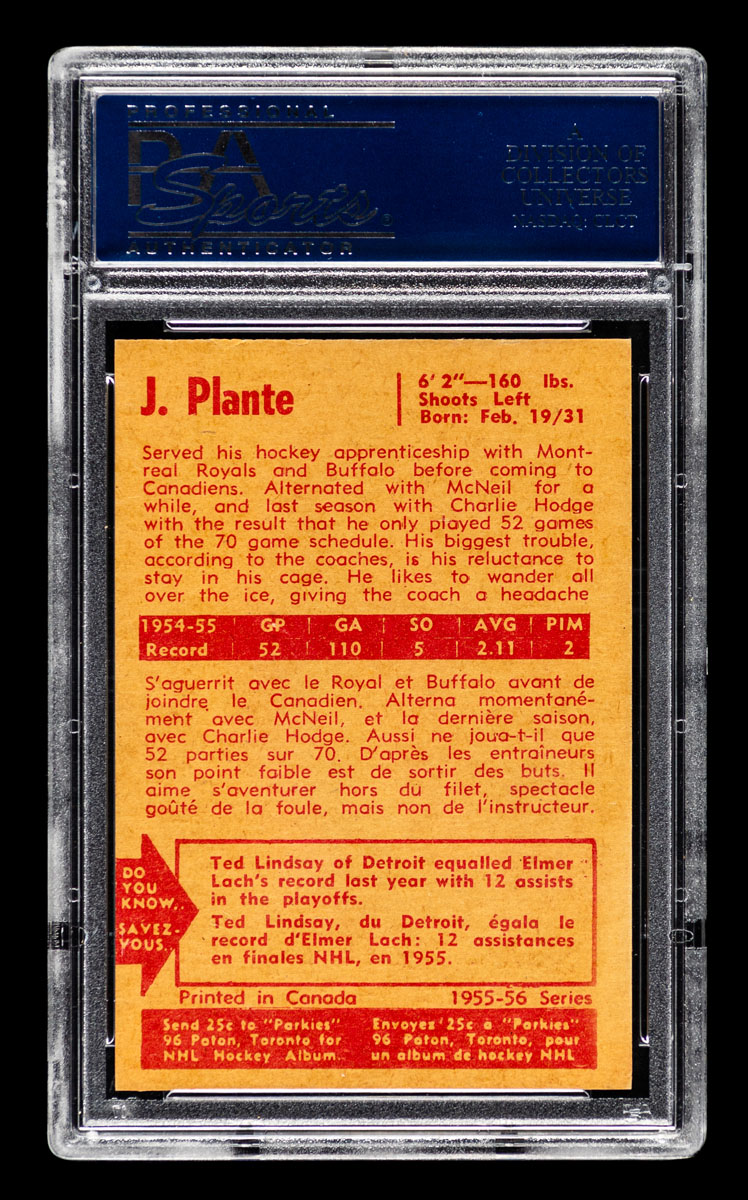 PROFESSIONAL
PSA
Sports
AUTHENTICATOR
A
DIVISION OF
COLLECTORS
UNIVERSE
NASDAQ: CLCT
J. Plante
6' 2"—160 lbs.
Shoots Left
Born: Feb. 19/31
Served his hockey apprenticeship with Mont-
real Royals and Buffalo before coming to
Canadiens. Alternated with McNeil for a
while, and last season with Charlie Hodge
with the result that he only played 52 games
of the 70 game schedule. His biggest trouble,
according to the coaches, is his reluctance to
stay in his cage. He likes to wander all
over the ice, giving the coach a headache
1954-55 GP GA SO AVG PIM
Record 52 110 5 2.11 2
S'aguerrit avec le Royal et Buffalo avant de
joindre le Canadien. Alterna momentané-
ment avec McNeil, et la dernière saison,
avec Charlie Hodge. Aussi ne joua-t-il que
52 parties sur 70. D'après les entraîneurs
son point faible est de sortir des buts. Il
aime s'aventurer hors du filet, spectacle
goûté de la foule, mais non de l'instructeur.
DO
YOU
KNOW..
SAVEZ-
VOUS.
Ted Lindsay of Detroit equalled Elmer
Lach's record last year with 12 assists
in the playoffs.
Ted Lindsay, du Detroit, égala le
record d'Elmer Lach: 12 assistances
en finales NHL, en 1955.
Printed in Canada 1955-56 Series
Send 25c to "Parkies"
96 Paton, Toronto for
NHL Hockey Album.
Envoyez 25c à "Parkies"
96 Paton, Toronto, pour
un album de hockey NHL